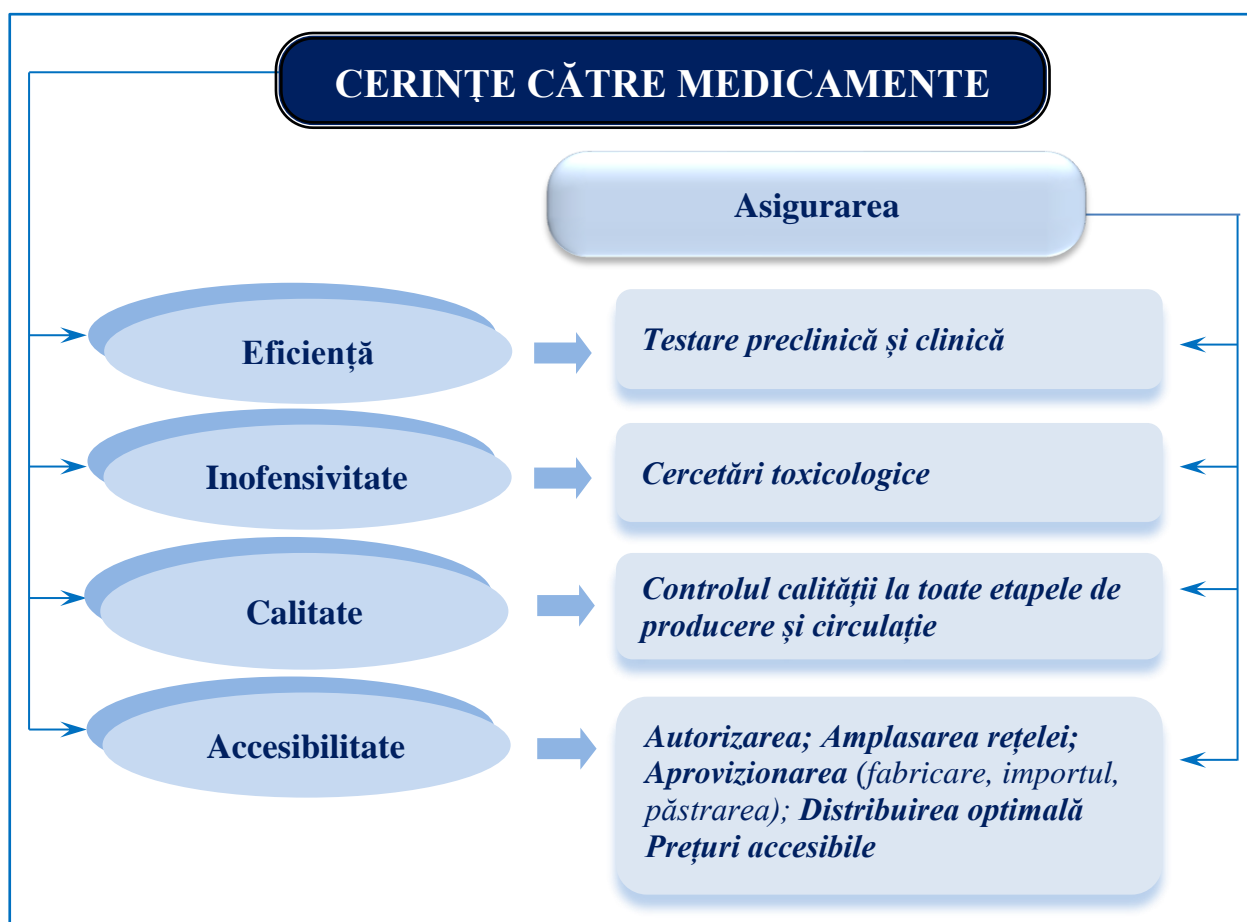 CERINȚE CĂTRE MEDICAMENTE
Asigurarea
Eficiență
Testare preclinică și clinică
Inofensivitate
Cercetări toxicologice
Calitate
Controlul calității la toate etapele de
producere și circulație
Accesibilitate
Autorizarea; Amplasarea rețelei;
Aprovizionarea (fabricare, importul,
păstrarea); Distribuirea optimală
Prețuri accesibile